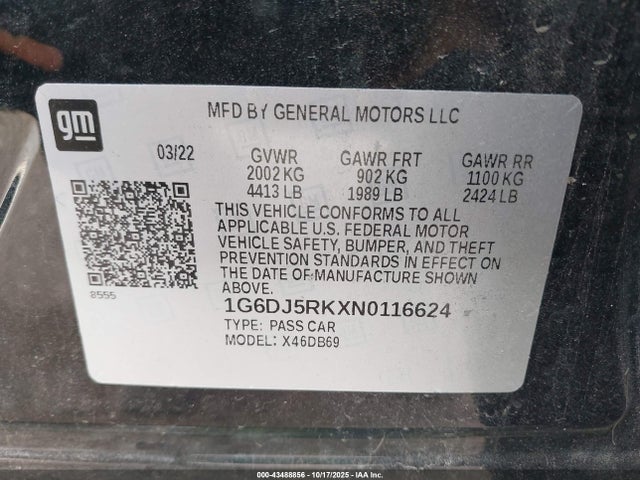 gm
MFD BY GENERAL MOTORS LLC
03/22 GVWR GAWR FRT GAWR RR
2002 KG 902 KG 1100 KG
4413 LB 1989 LB 2424 LB
THIS VEHICLE CONFORMS TO ALL
APPLICABLE U.S. FEDERAL MOTOR
VEHICLE SAFETY, BUMPER, AND THEFT
PREVENTION STANDARDS IN EFFECT ON
THE DATE OF MANUFACTURE SHOWN
ABOVE.
8555
1G6DJ5RKXN0116624
TYPE: PASS CAR
MODEL: X46DB69
000-43488856 | 10/17/2025 | IAA Inc.